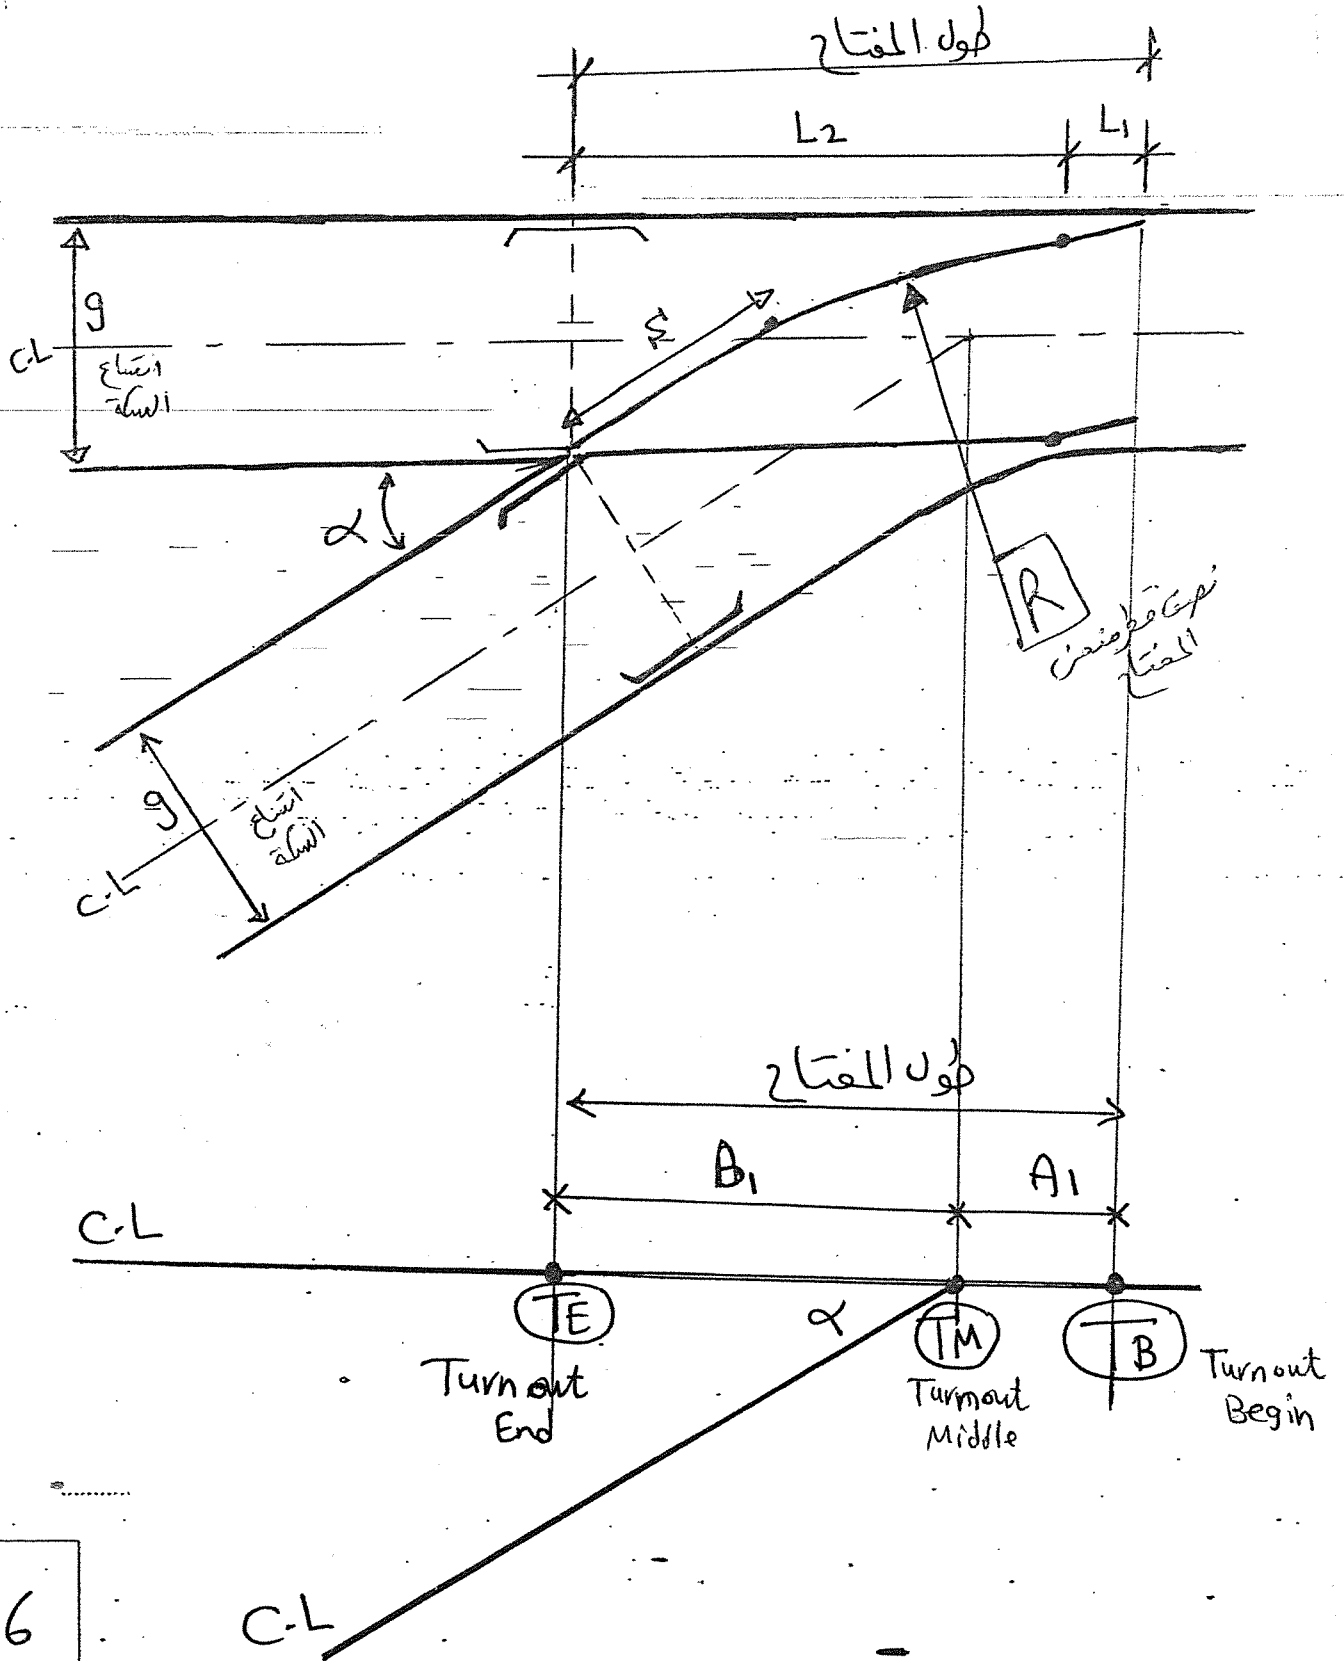 طول المفتاح
L2
L1
g
C.L
اتساع
السكة
S
α
R
نصف قطر منحنى
المفتاح
g
اتساع
السكة
C.L
طول المفتاح
B1
A1
C.L
TE
α
TM
TB
Turnout
End
Turnout
Middle
Turnout
Begin
6
C.L